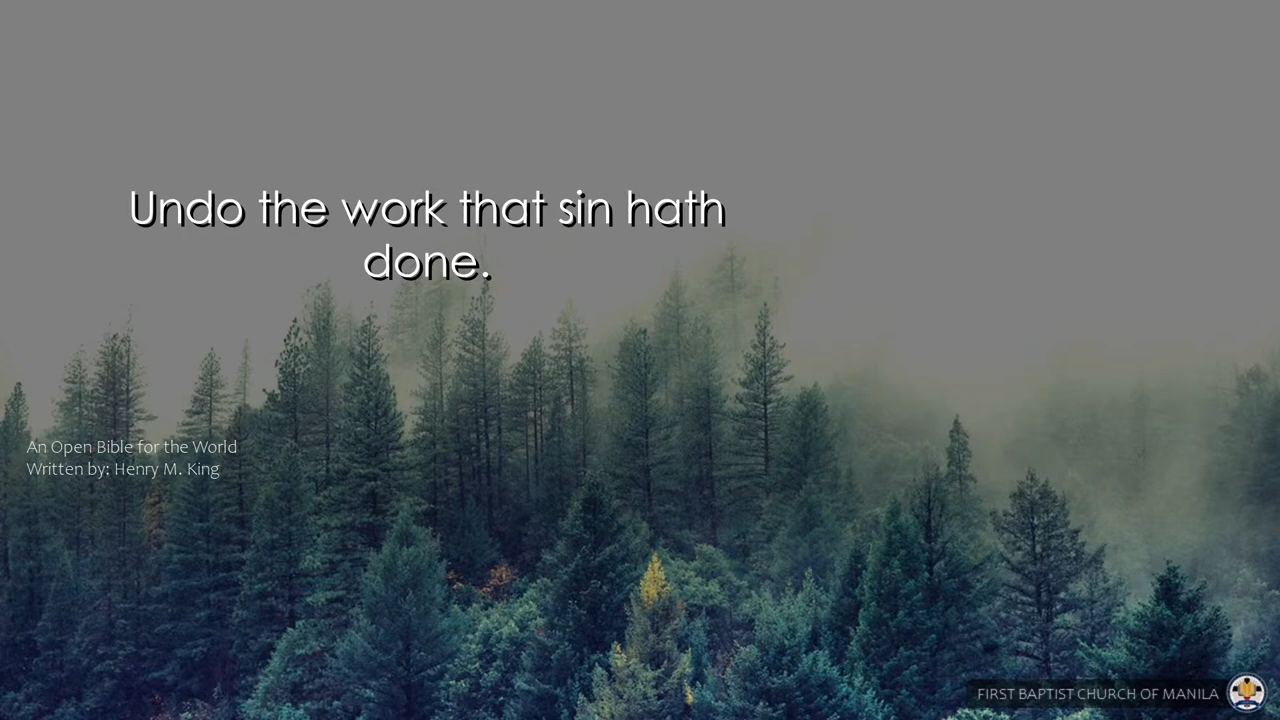 Undo the work that sin hath
done.
An Open Bible for the World
Written by: Henry M. King
FIRST BAPTIST CHURCH OF MANILA